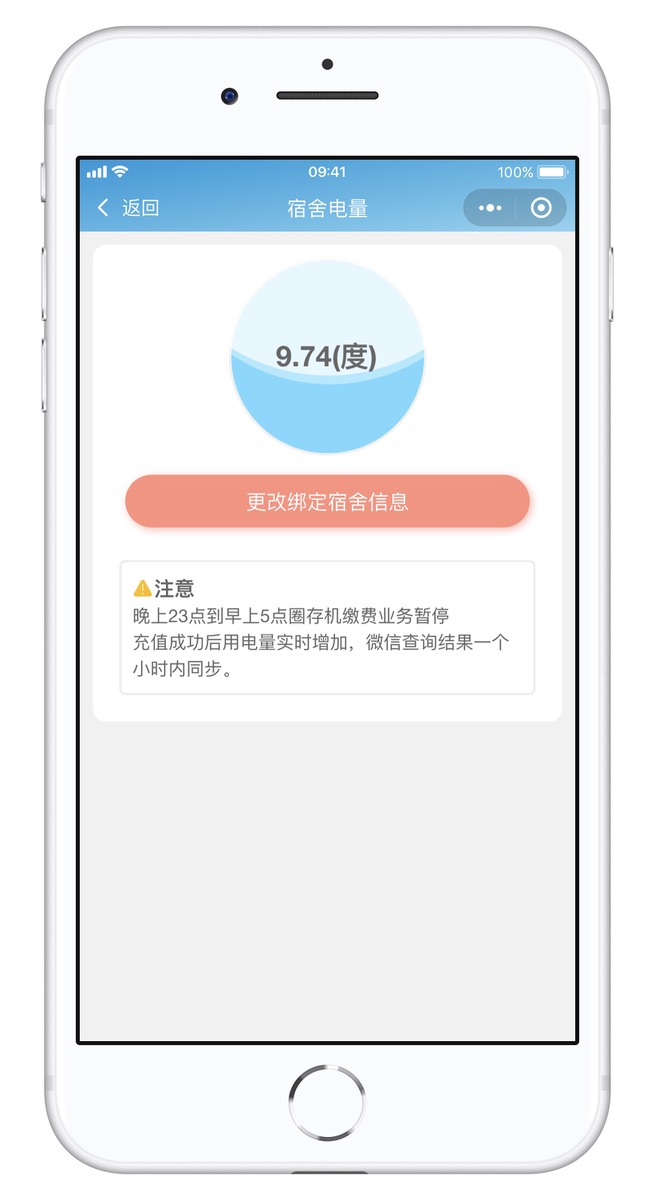 09:41
100%
返回
宿舍电量
9.74(度)
更改绑定宿舍信息
注意
晚上23点到早上5点圈存机缴费业务暂停
充值成功后用电量实时增加，微信查询结果一个
小时内同步。